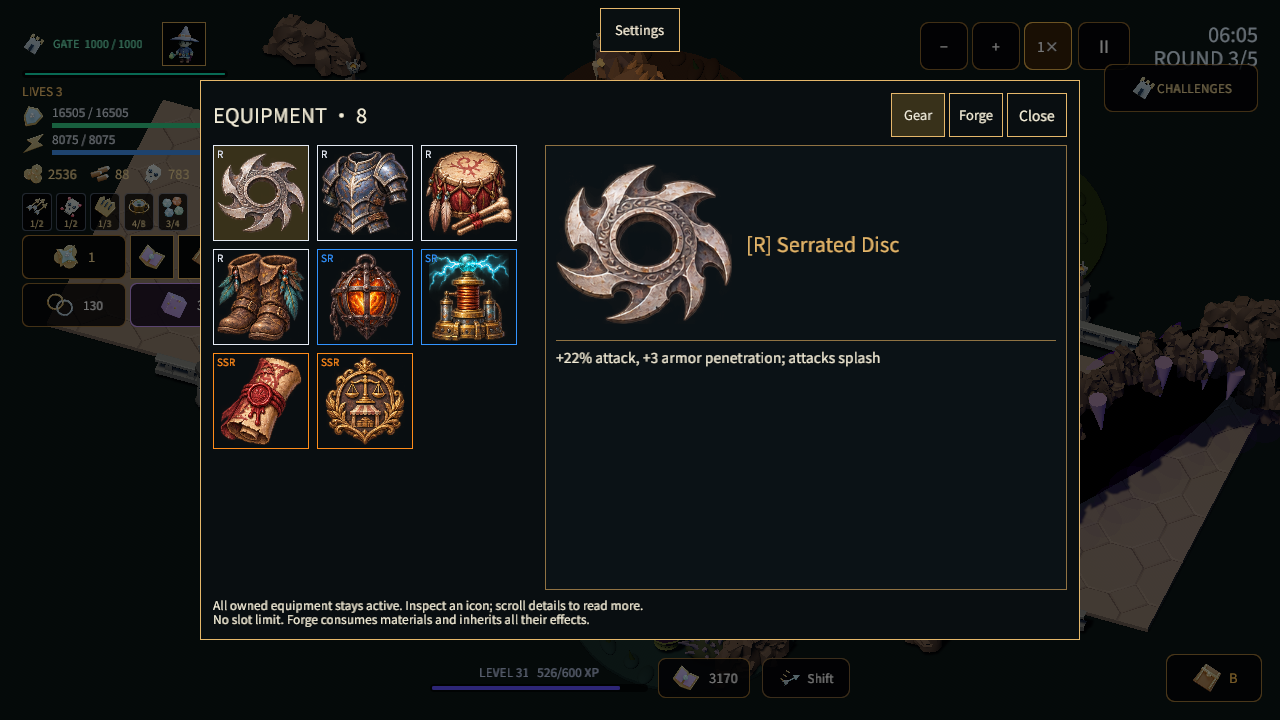 Settings
GATE 1000 / 1000
06:05
ROUND 3/5
− + 1× II
CHALLENGES
LIVES 3
16505 / 16505
8075 / 8075
2536 88 783
1/2 1/2 1/3 4/8 3/4
1
130
EQUIPMENT • 8
Gear Forge Close
R R R
R SR SR
SSR SSR
[R] Serrated Disc
+22% attack, +3 armor penetration; attacks splash
All owned equipment stays active. Inspect an icon; scroll details to read more.
No slot limit. Forge consumes materials and inherits all their effects.
LEVEL 31 526/600 XP
3170
Shift
B